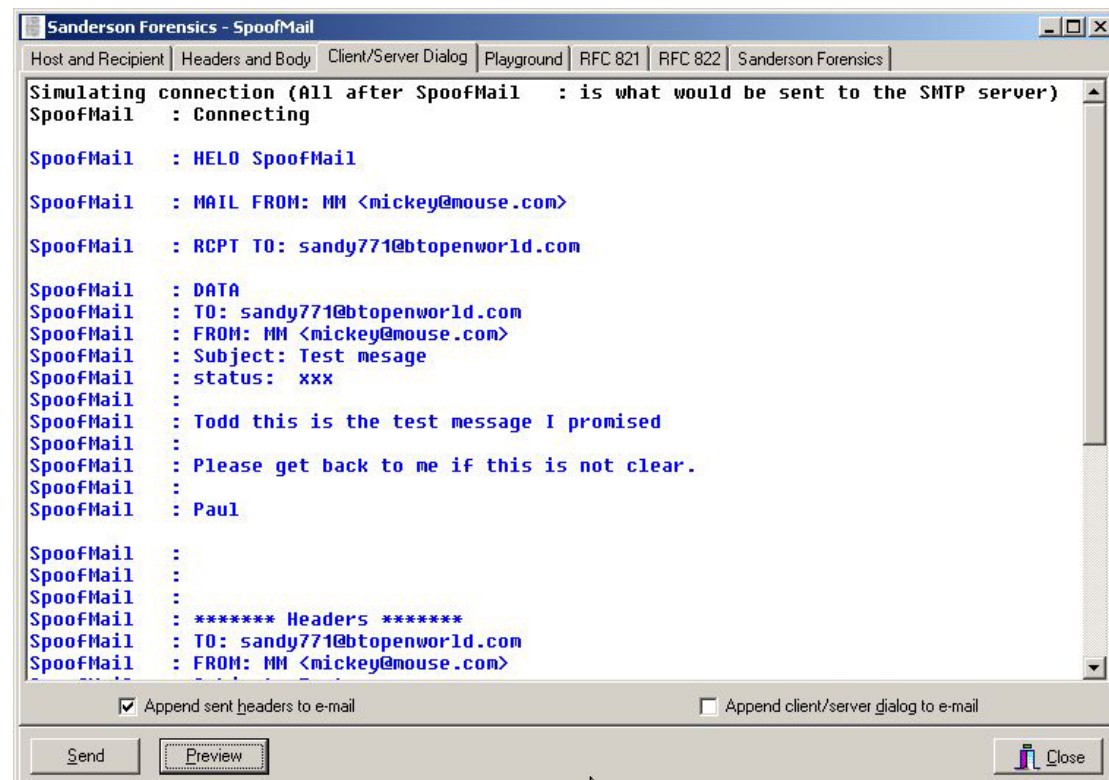 Sanderson Forensics - SpoofMail
Host and Recipient Headers and Body Client/Server Dialog Playground RFC 821 RFC 822 Sanderson Forensics
Simulating connection (All after SpoofMail   : is what would be sent to the SMTP server)
SpoofMail   : Connecting
SpoofMail   : HELO SpoofMail
SpoofMail   : MAIL FROM: MM <mickey@mouse.com>
SpoofMail   : RCPT TO: sandy771@btopenworld.com
SpoofMail   : DATA
SpoofMail   : TO: sandy771@btopenworld.com
SpoofMail   : FROM: MM <mickey@mouse.com>
SpoofMail   : Subject: Test mesage
SpoofMail   : status:  xxx
SpoofMail   :
SpoofMail   : Todd this is the test message I promised
SpoofMail   :
SpoofMail   : Please get back to me if this is not clear.
SpoofMail   :
SpoofMail   : Paul
SpoofMail   :
SpoofMail   :
SpoofMail   :
SpoofMail   : ******* Headers *******
SpoofMail   : TO: sandy771@btopenworld.com
SpoofMail   : FROM: MM <mickey@mouse.com>
Append sent headers to e-mail Append client/server dialog to e-mail
Send Preview Close